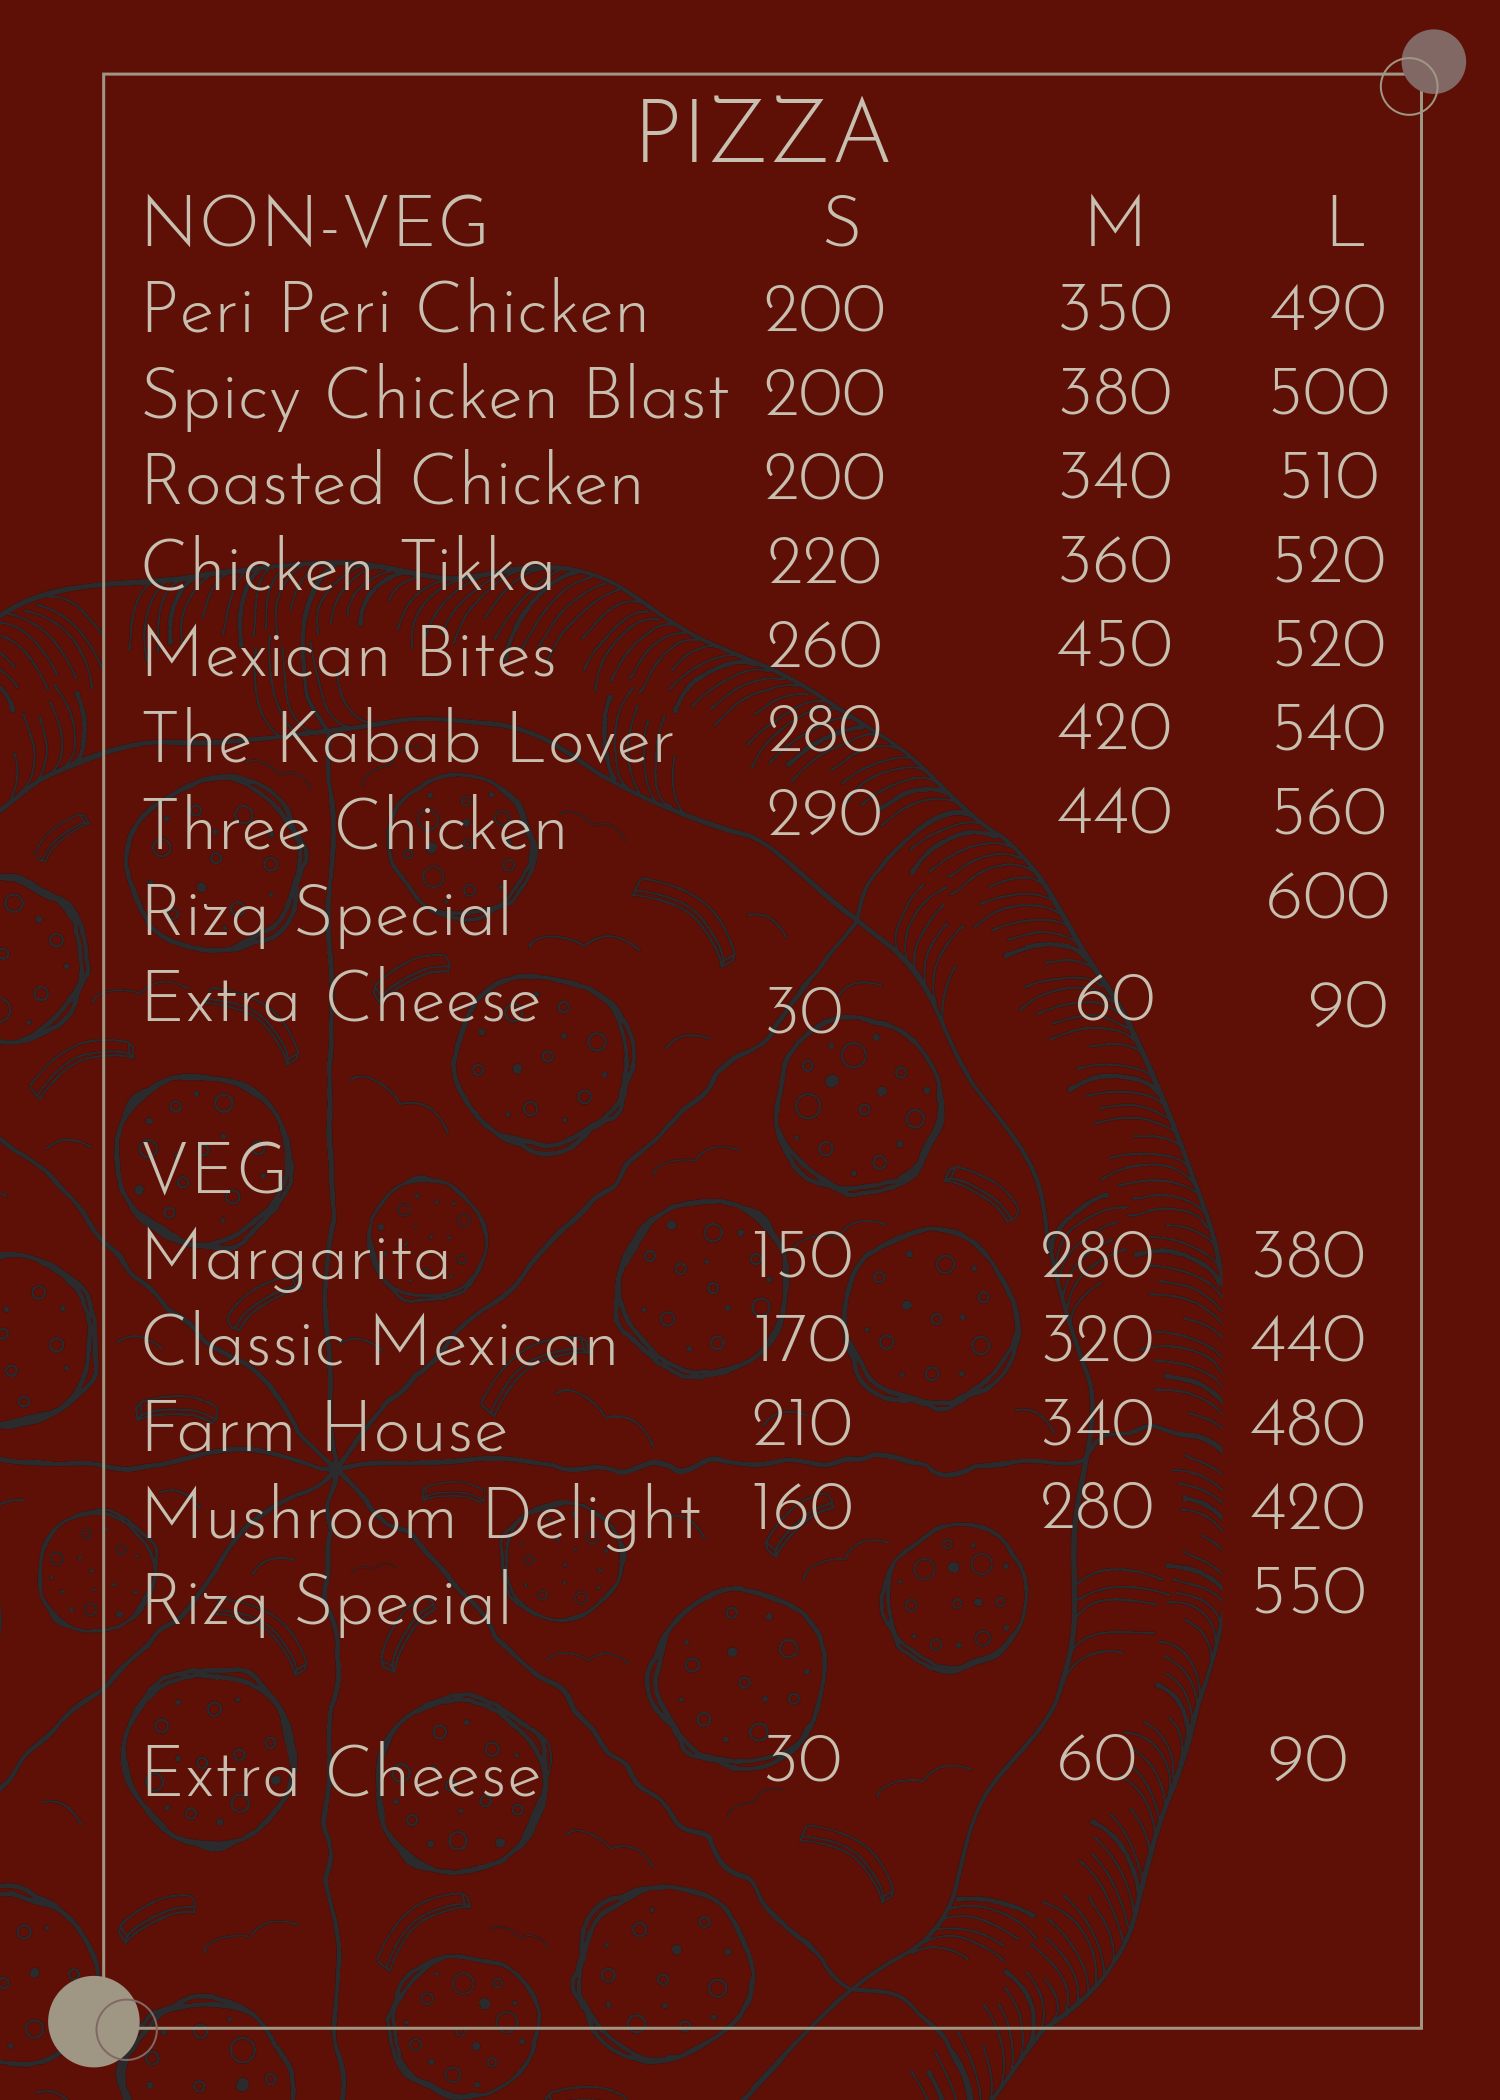 PIZZA
NON-VEG S M L
Peri Peri Chicken 200 350 490
Spicy Chicken Blast 200 380 500
Roasted Chicken 200 340 510
Chicken Tikka 220 360 520
Mexican Bites 260 450 520
The Kabab Lover 280 420 540
Three Chicken 290 440 560
Rizq Special 600
Extra Cheese 30 60 90
VEG
Margarita 150 280 380
Classic Mexican 170 320 440
Farm House 210 340 480
Mushroom Delight 160 280 420
Rizq Special 550
Extra Cheese 30 60 90